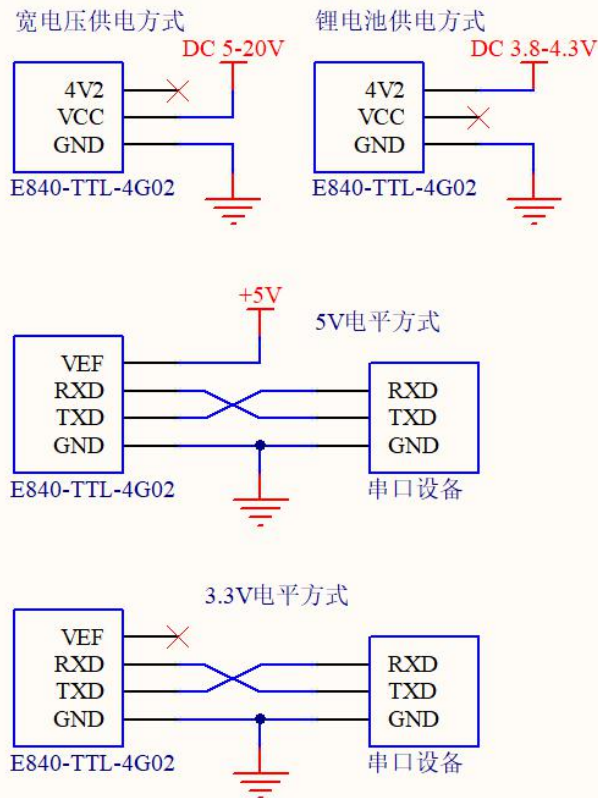 宽电压供电方式
DC 5-20V
4V2
VCC
GND
E840-TTL-4G02
锂电池供电方式
DC 3.8-4.3V
4V2
VCC
GND
E840-TTL-4G02
+5V
5V电平方式
VEF
RXD
TXD
GND
E840-TTL-4G02
RXD
TXD
GND
串口设备
3.3V电平方式
VEF
RXD
TXD
GND
E840-TTL-4G02
RXD
TXD
GND
串口设备